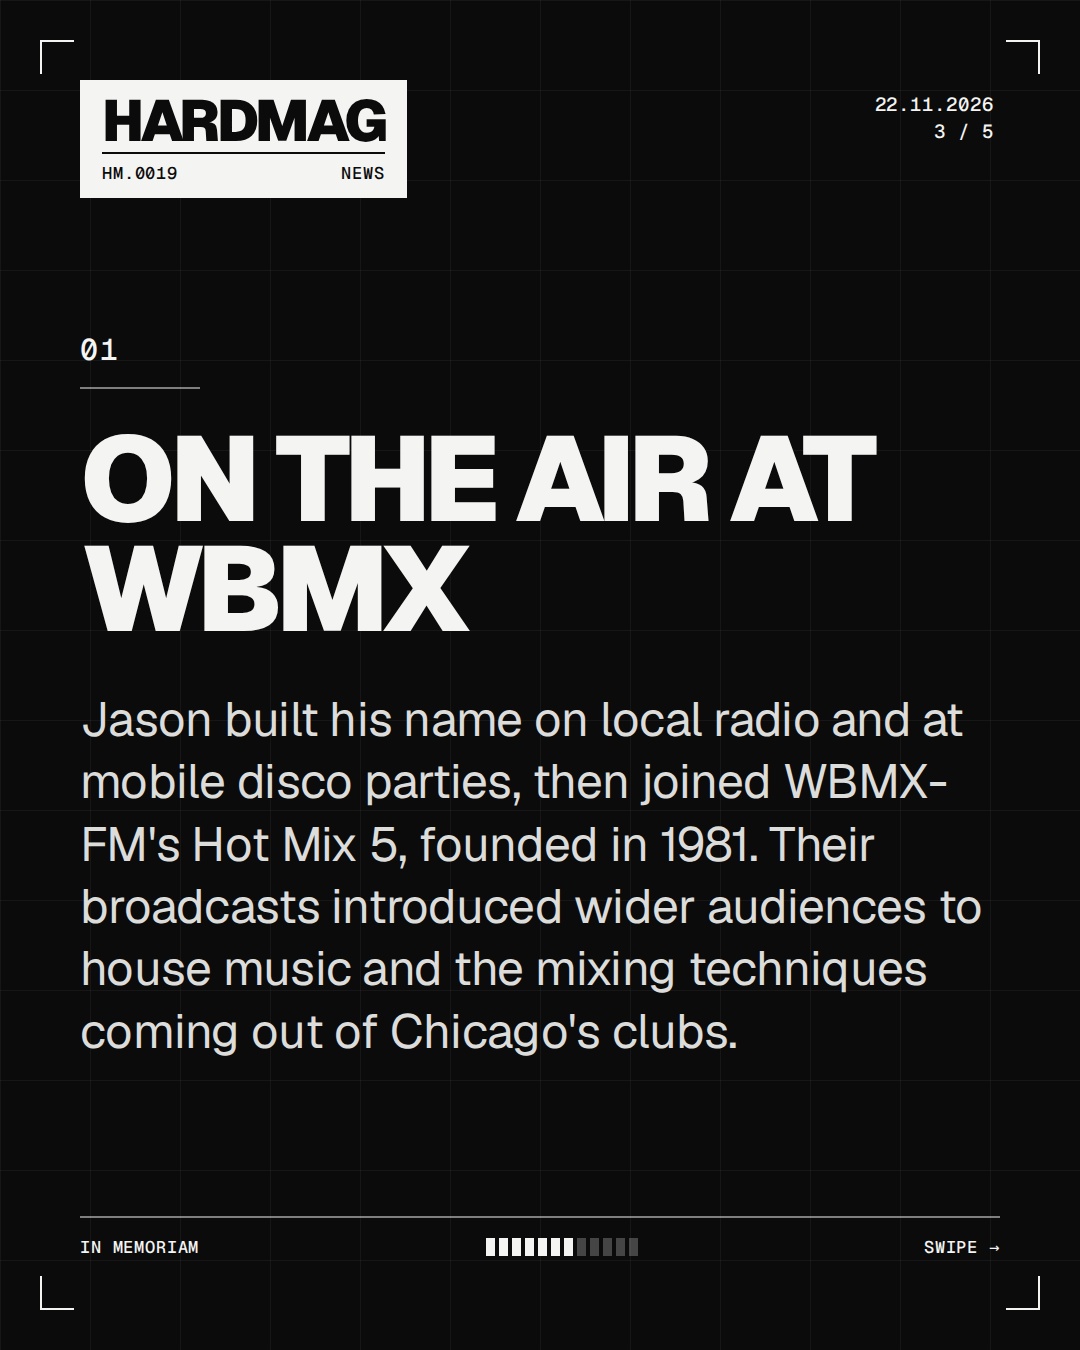 HARDMAG
HM.0019 NEWS
22.11.2026
3 / 5
01
ON THE AIR AT
WBMX
Jason built his name on local radio and at
mobile disco parties, then joined WBMX-
FM's Hot Mix 5, founded in 1981. Their
broadcasts introduced wider audiences to
house music and the mixing techniques
coming out of Chicago's clubs.
IN MEMORIAM
SWIPE →